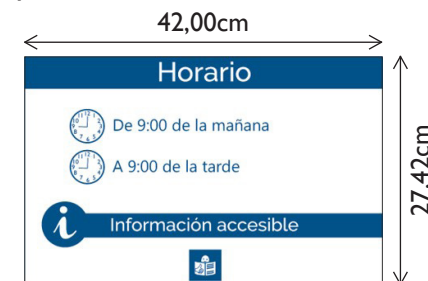 42,00cm
Horario
De 9:00 de la mañana
A 9:00 de la tarde
27,42cm
i Información accesible